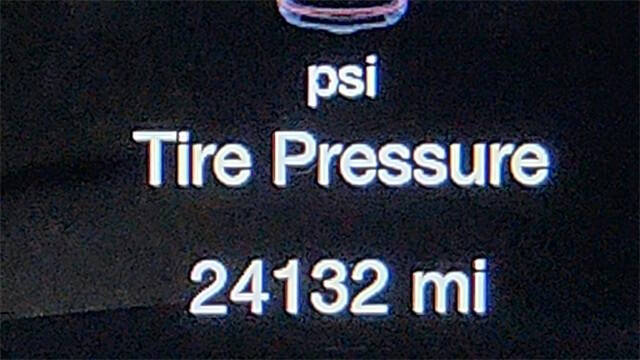 psi
Tire Pressure
24132 mi